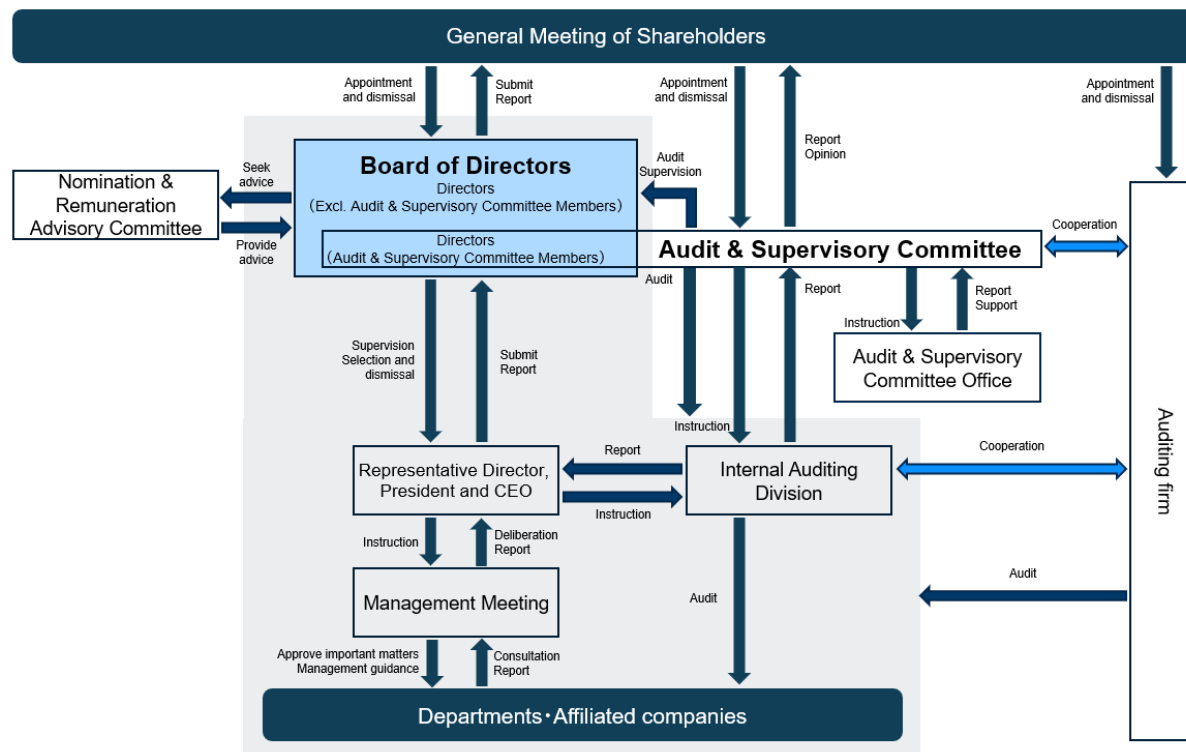 General Meeting of Shareholders
Appointment
and dismissal
Submit
Report
Appointment
and dismissal
Report
Opinion
Appointment
and dismissal
Board of Directors
Directors
(Excl. Audit & Supervisory Committee Members)
Directors
(Audit & Supervisory Committee Members)
Seek
advice
Nomination &
Remuneration
Advisory Committee
Provide
advice
Audit
Supervision
Audit & Supervisory Committee
Cooperation
Audit
Report
Instruction
Report
Support
Audit & Supervisory
Committee Office
Supervision
Selection and
dismissal
Submit
Report
Instruction
Representative Director,
President and CEO
Report
Instruction
Internal Auditing
Division
Cooperation
Auditing firm
Instruction
Deliberation
Report
Management Meeting
Audit
Audit
Approve important matters
Management guidance
Consultation
Report
Departments・Affiliated companies